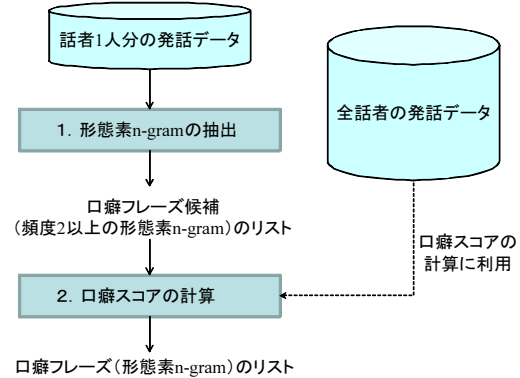 話者1人分の発話データ
1. 形態素n-gramの抽出
口癖フレーズ候補
（頻度2以上の形態素n-gram）のリスト
2. 口癖スコアの計算
口癖フレーズ（形態素n-gram）のリスト
全話者の発話データ
口癖スコアの
計算に利用